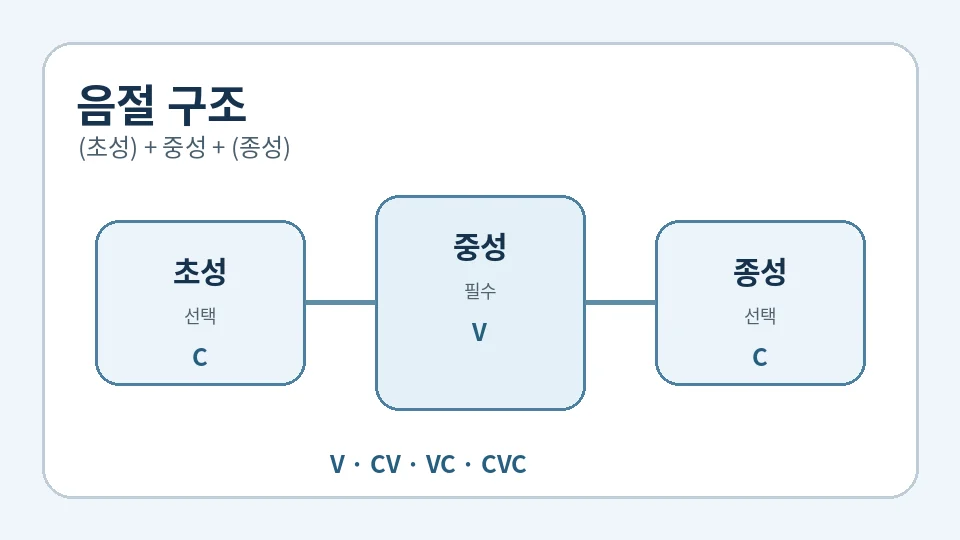 음절 구조
(초성) + 중성 + (종성)
초성
선택
C
중성
필수
V
종성
선택
C
V · CV · VC · CVC